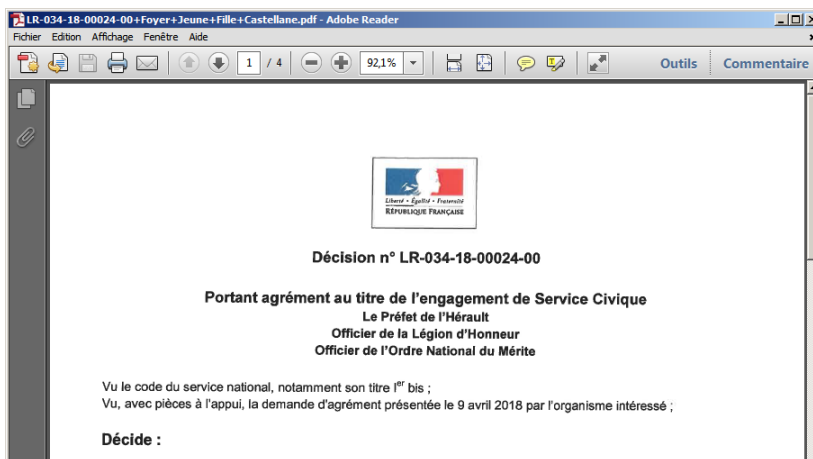 LR-034-18-00024-00+Foyer+Jeune+Fille+Castellane.pdf - Adobe Reader
Fichier Edition Affichage Fenêtre Aide
1 / 4 92,1% Outils Commentaire
Liberté • Égalité • Fraternité
RÉPUBLIQUE FRANÇAISE
Décision n° LR-034-18-00024-00
Portant agrément au titre de l'engagement de Service Civique
Le Préfet de l'Hérault
Officier de la Légion d'Honneur
Officier de l'Ordre National du Mérite
Vu le code du service national, notamment son titre Ier bis ;
Vu, avec pièces à l'appui, la demande d'agrément présentée le 9 avril 2018 par l'organisme intéressé ;
Décide :